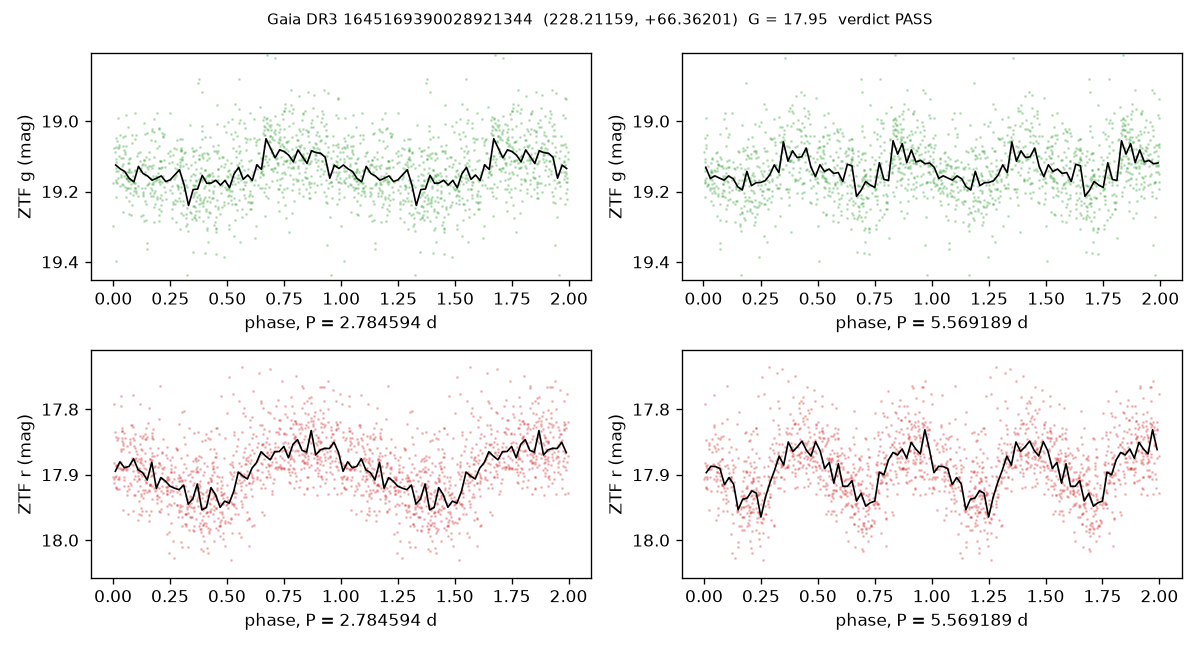 Gaia DR3 1645169390028921344  (228.21159, +66.36201)  G = 17.95  verdict PASS
ZTF g (mag)
19.0
19.2
19.4
0.00 0.25 0.50 0.75 1.00 1.25 1.50 1.75 2.00
phase, P = 2.784594 d
ZTF g (mag)
19.0
19.2
19.4
0.00 0.25 0.50 0.75 1.00 1.25 1.50 1.75 2.00
phase, P = 5.569189 d
ZTF r (mag)
17.8
17.9
18.0
0.00 0.25 0.50 0.75 1.00 1.25 1.50 1.75 2.00
phase, P = 2.784594 d
ZTF r (mag)
17.8
17.9
18.0
0.00 0.25 0.50 0.75 1.00 1.25 1.50 1.75 2.00
phase, P = 5.569189 d